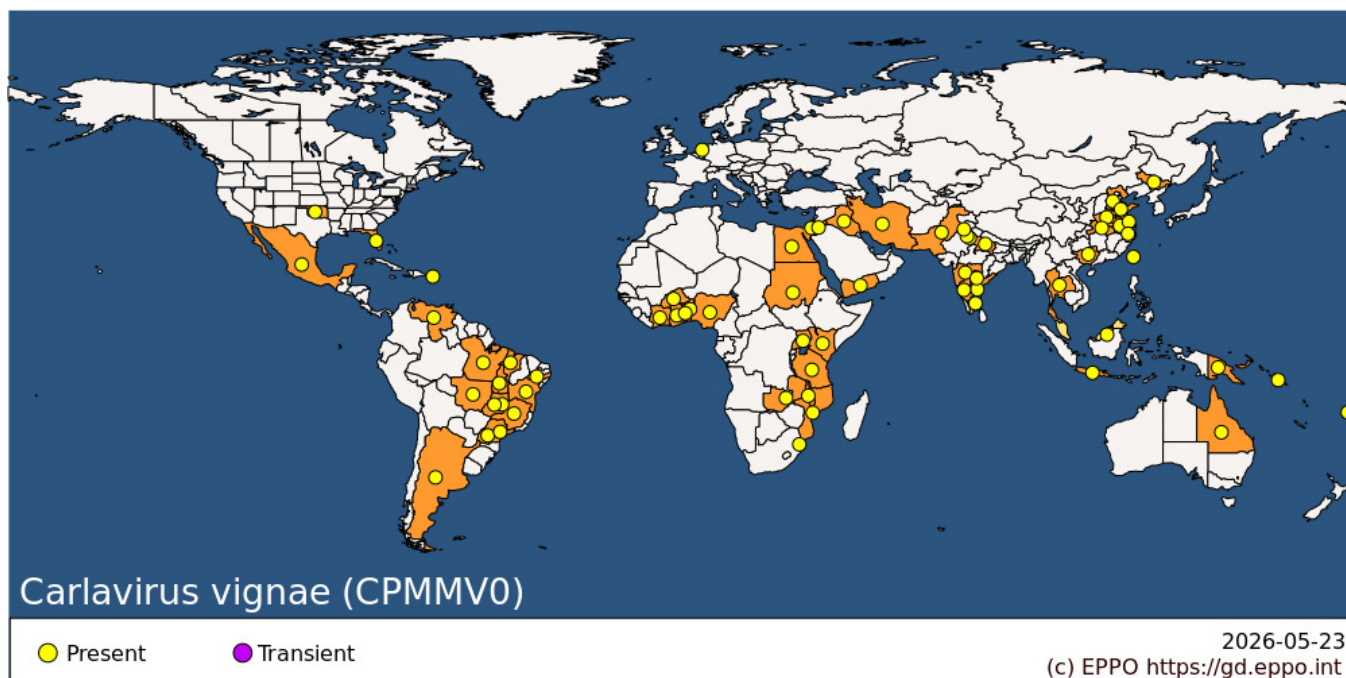 Carlavirus vignae (CPMMV0)
Present
Transient
2026-05-23
(c) EPPO https://gd.eppo.int